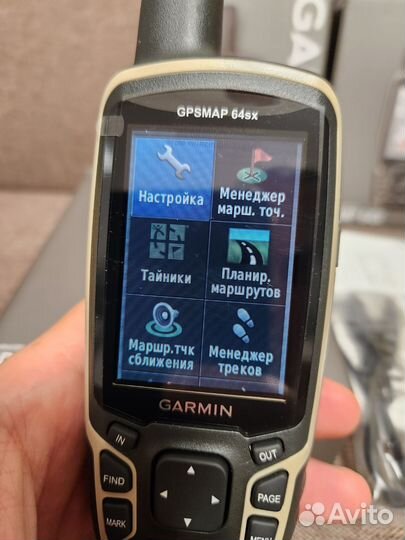 GPSMAP 64sx
Настройка
Менеджер
марш. точ.
Тайники
Планир.
маршрутов
Маршр.тчк
сближения
Менеджер
треков
GARMIN
IN
OUT
FIND
PAGE
MARK
MENU
Avito